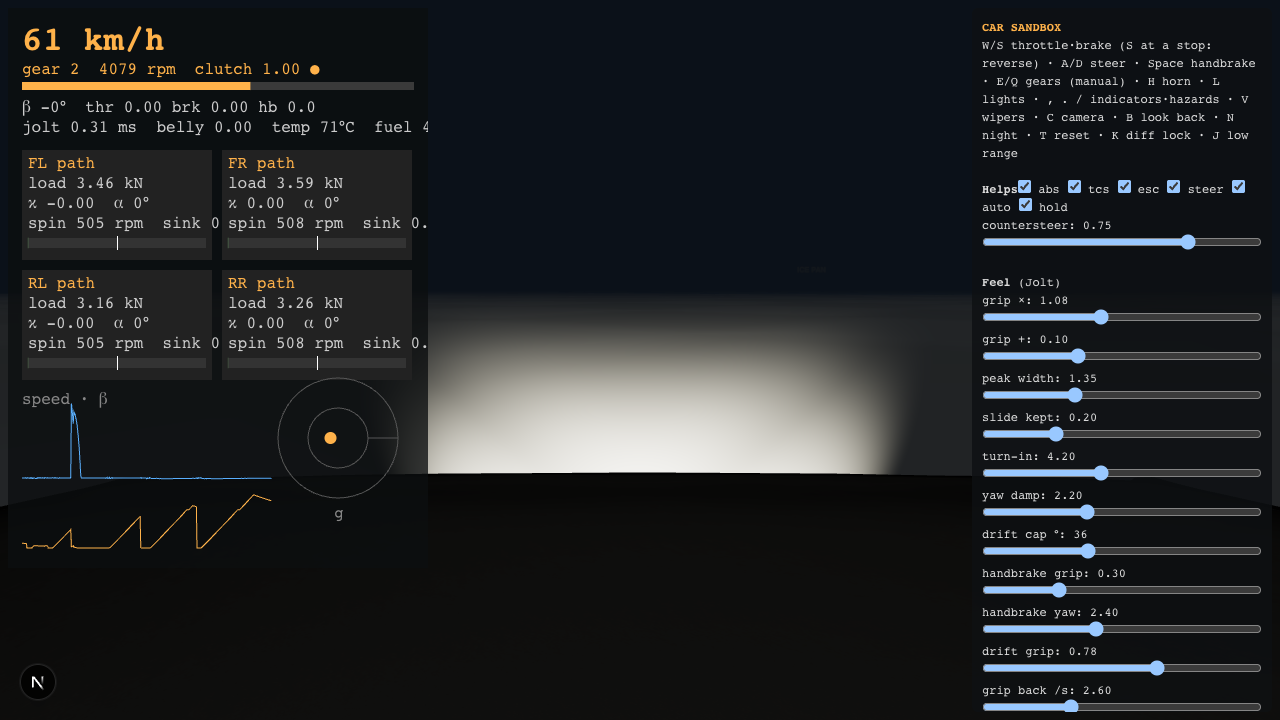 61 km/h
gear 2 4079 rpm clutch 1.00 ●
β -0° thr 0.00 brk 0.00 hb 0.0
jolt 0.31 ms belly 0.00 temp 71°C fuel 4
FL path
load 3.46 kN
ϰ -0.00 α 0°
spin 505 rpm sink 0
FR path
load 3.59 kN
ϰ 0.00 α 0°
spin 508 rpm sink 0.
RL path
load 3.16 kN
ϰ -0.00 α 0°
spin 505 rpm sink 0
RR path
load 3.26 kN
ϰ 0.00 α 0°
spin 508 rpm sink 0.
speed · β
g
N
CAR SANDBOX
W/S throttle·brake (S at a stop:
reverse) · A/D steer · Space handbrake
· E/Q gears (manual) · H horn · L
lights · , . / indicators·hazards · V
wipers · C camera · B look back · N
night · T reset · K diff lock · J low
range
Helps abs tcs esc steer
auto hold
countersteer: 0.75
Feel (Jolt)
grip ×: 1.08
grip +: 0.10
peak width: 1.35
slide kept: 0.20
turn-in: 4.20
yaw damp: 2.20
drift cap °: 36
handbrake grip: 0.30
handbrake yaw: 2.40
drift grip: 0.78
grip back /s: 2.60